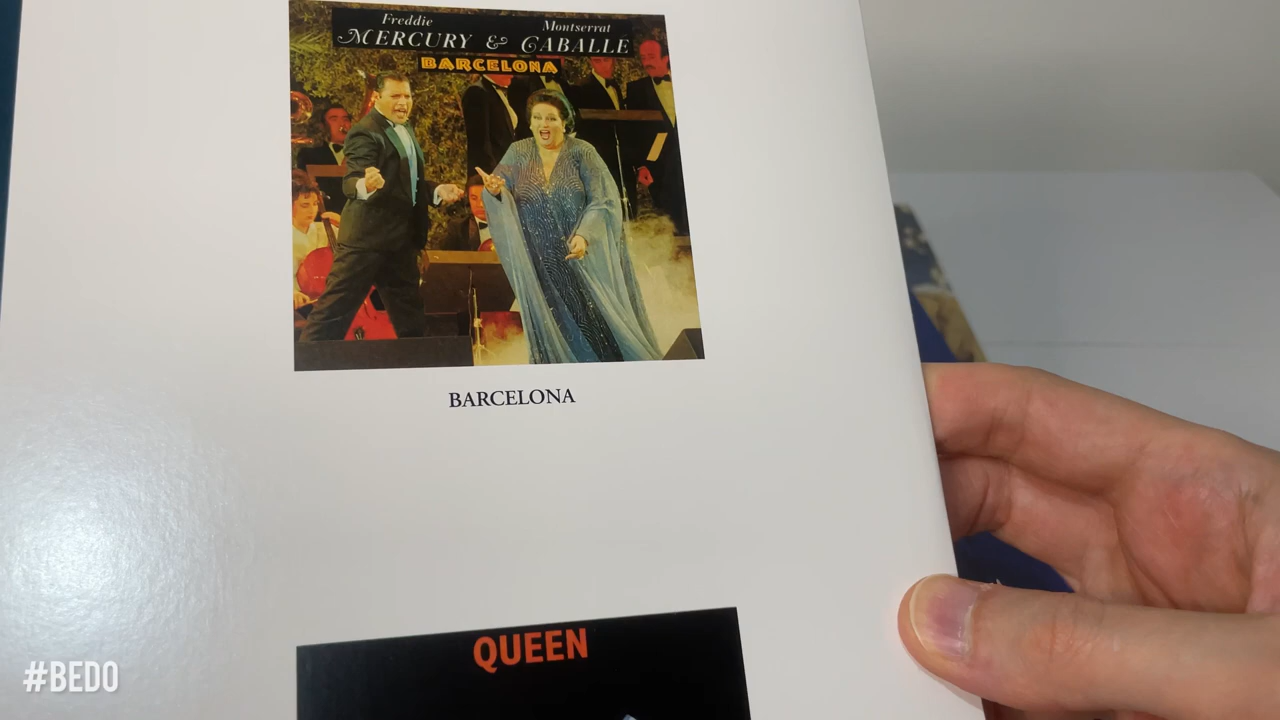 Freddie Montserrat
MERCURY & CABALLE
BARCELONA
BARCELONA
QUEEN
#BEDO